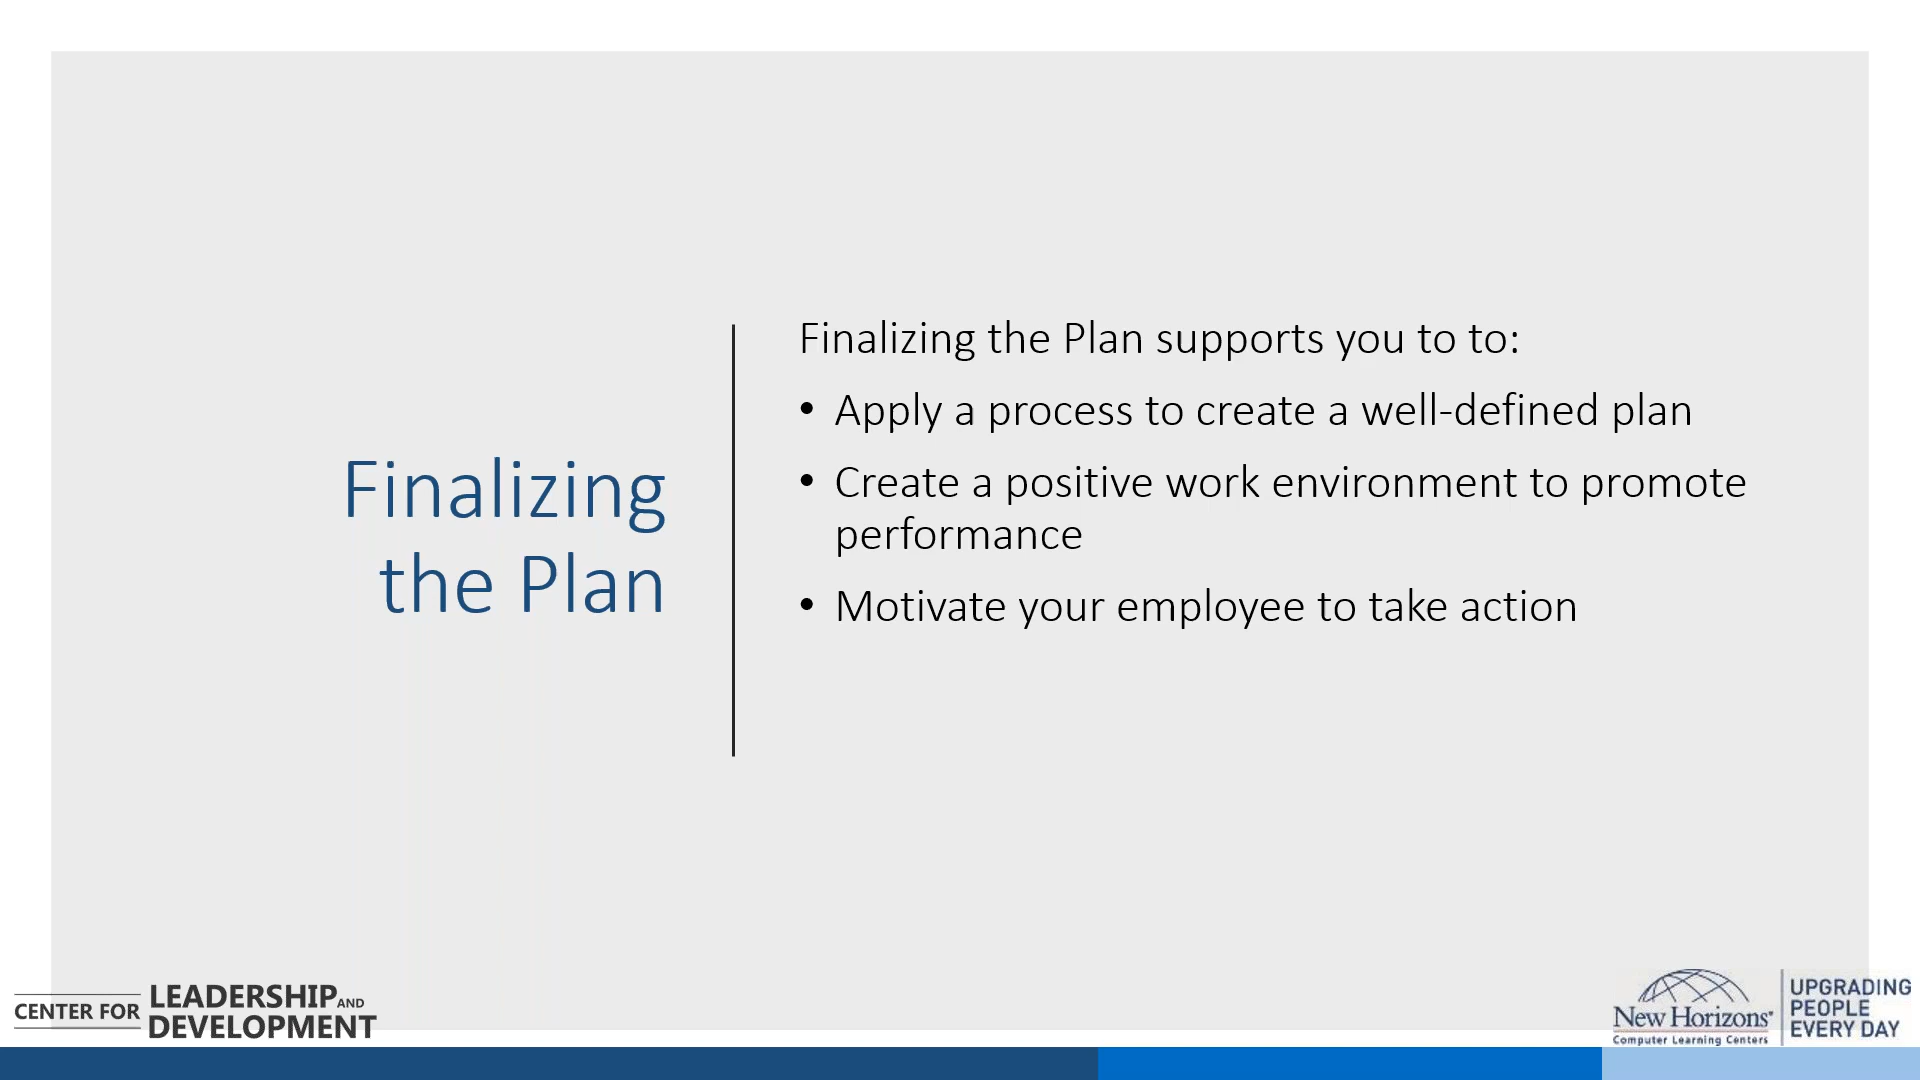 Finalizing
the Plan
Finalizing the Plan supports you to to:
• Apply a process to create a well-defined plan
• Create a positive work environment to promote
performance
• Motivate your employee to take action
CENTER FOR LEADERSHIP AND
DEVELOPMENT
New Horizons®
Computer Learning Centers
UPGRADING
PEOPLE
EVERY DAY